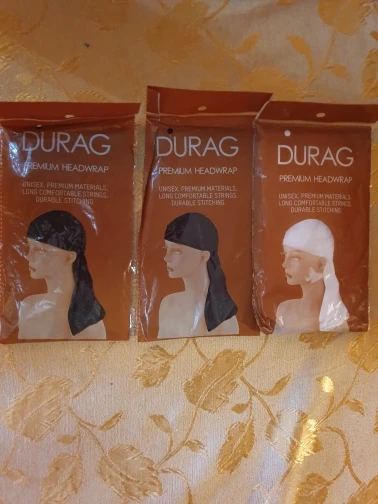 DURAG
PREMIUM HEADWRAP
UNISEX, PREMIUM MATERIALS,
LONG COMFORTABLE STRINGS,
DURABLE STITCHING
DURAG
PREMIUM HEADWRAP
UNISEX, PREMIUM MATERIALS,
LONG COMFORTABLE STRINGS,
DURABLE STITCHING
DURAG
PREMIUM HEADWRAP
UNISEX, PREMIUM MATERIALS,
LONG COMFORTABLE STRINGS,
DURABLE STITCHING